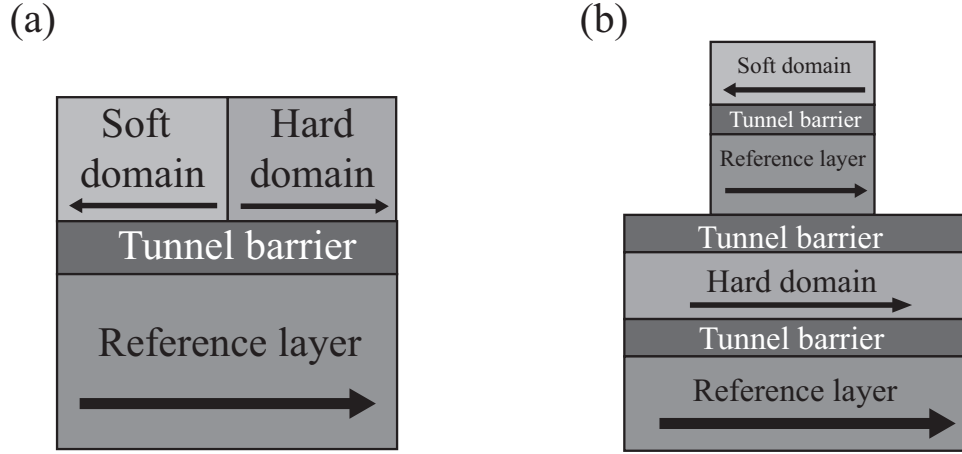 (a)
Soft
domain
Hard
domain
Tunnel barrier
Reference layer
(b)
Soft domain
Tunnel barrier
Reference layer
Tunnel barrier
Hard domain
Tunnel barrier
Reference layer